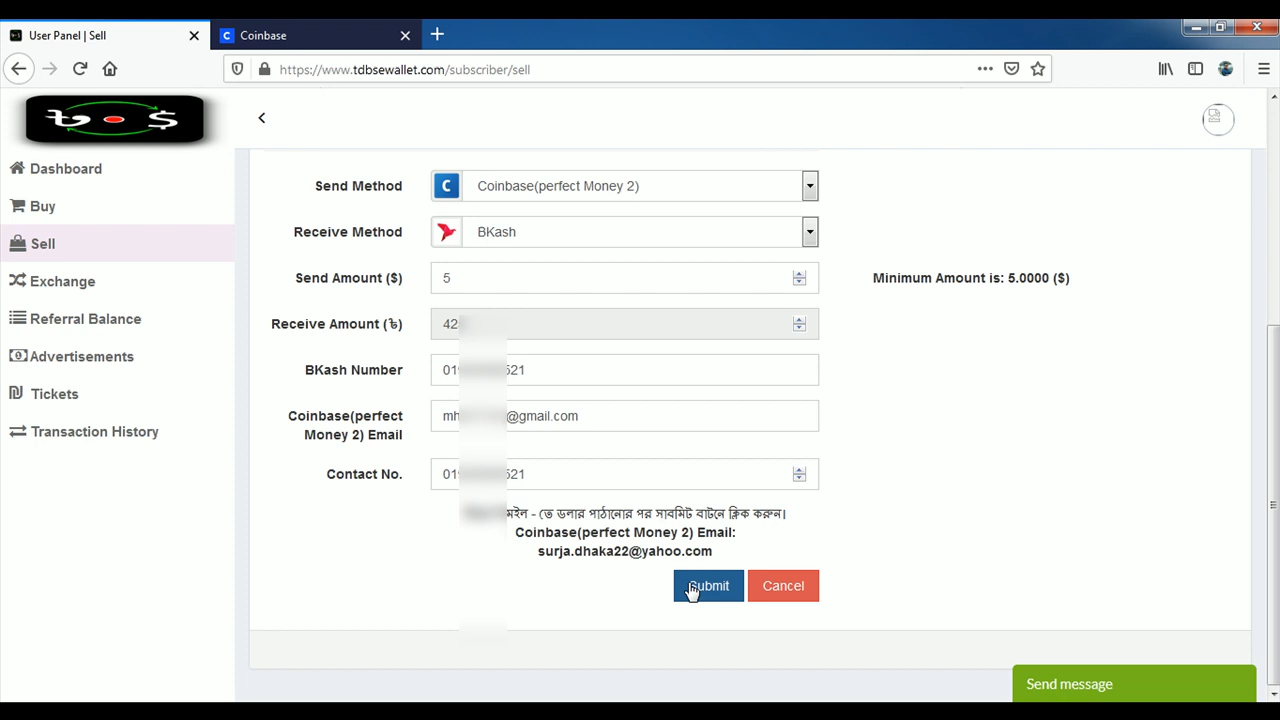 User Panel | Sell
Coinbase
https://www.tdbsewallet.com/subscriber/sell
৳ $
Dashboard
Buy
Sell
Exchange
Referral Balance
Advertisements
Tickets
Transaction History
Send Method
C Coinbase(perfect Money 2)
Receive Method
BKash
Send Amount ($)
5
Minimum Amount is: 5.0000 ($)
Receive Amount (৳)
42
BKash Number
01 521
Coinbase(perfect
Money 2) Email
mh @gmail.com
Contact No.
01 521
- তে ডলার পাঠানোর পর সাবমিট বাটনে ক্লিক করুন।
Coinbase(perfect Money 2) Email:
surja.dhaka22@yahoo.com
Submit
Cancel
Send message